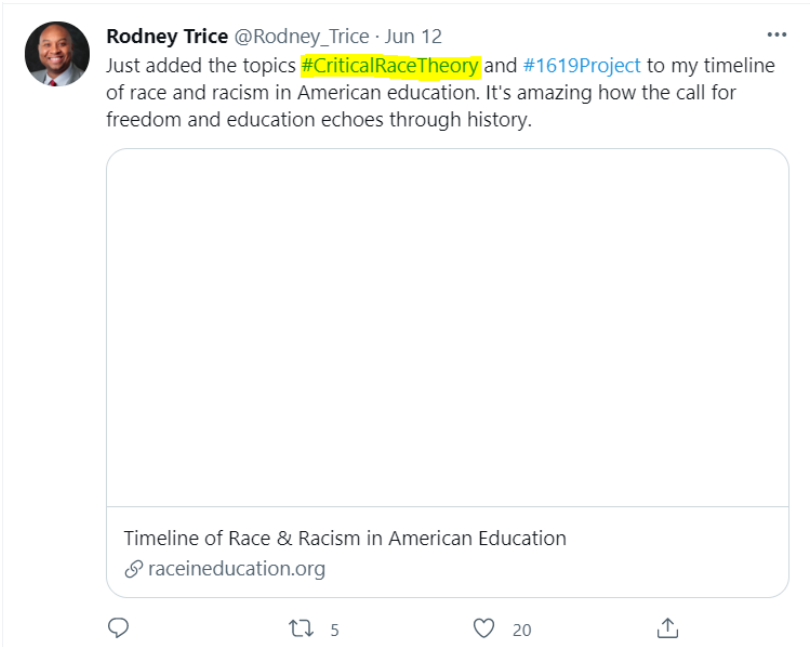 Rodney Trice @Rodney_Trice · Jun 12
Just added the topics #CriticalRaceTheory and #1619Project to my timeline
of race and racism in American education. It's amazing how the call for
freedom and education echoes through history.
Timeline of Race & Racism in American Education
raceineducation.org
5 20